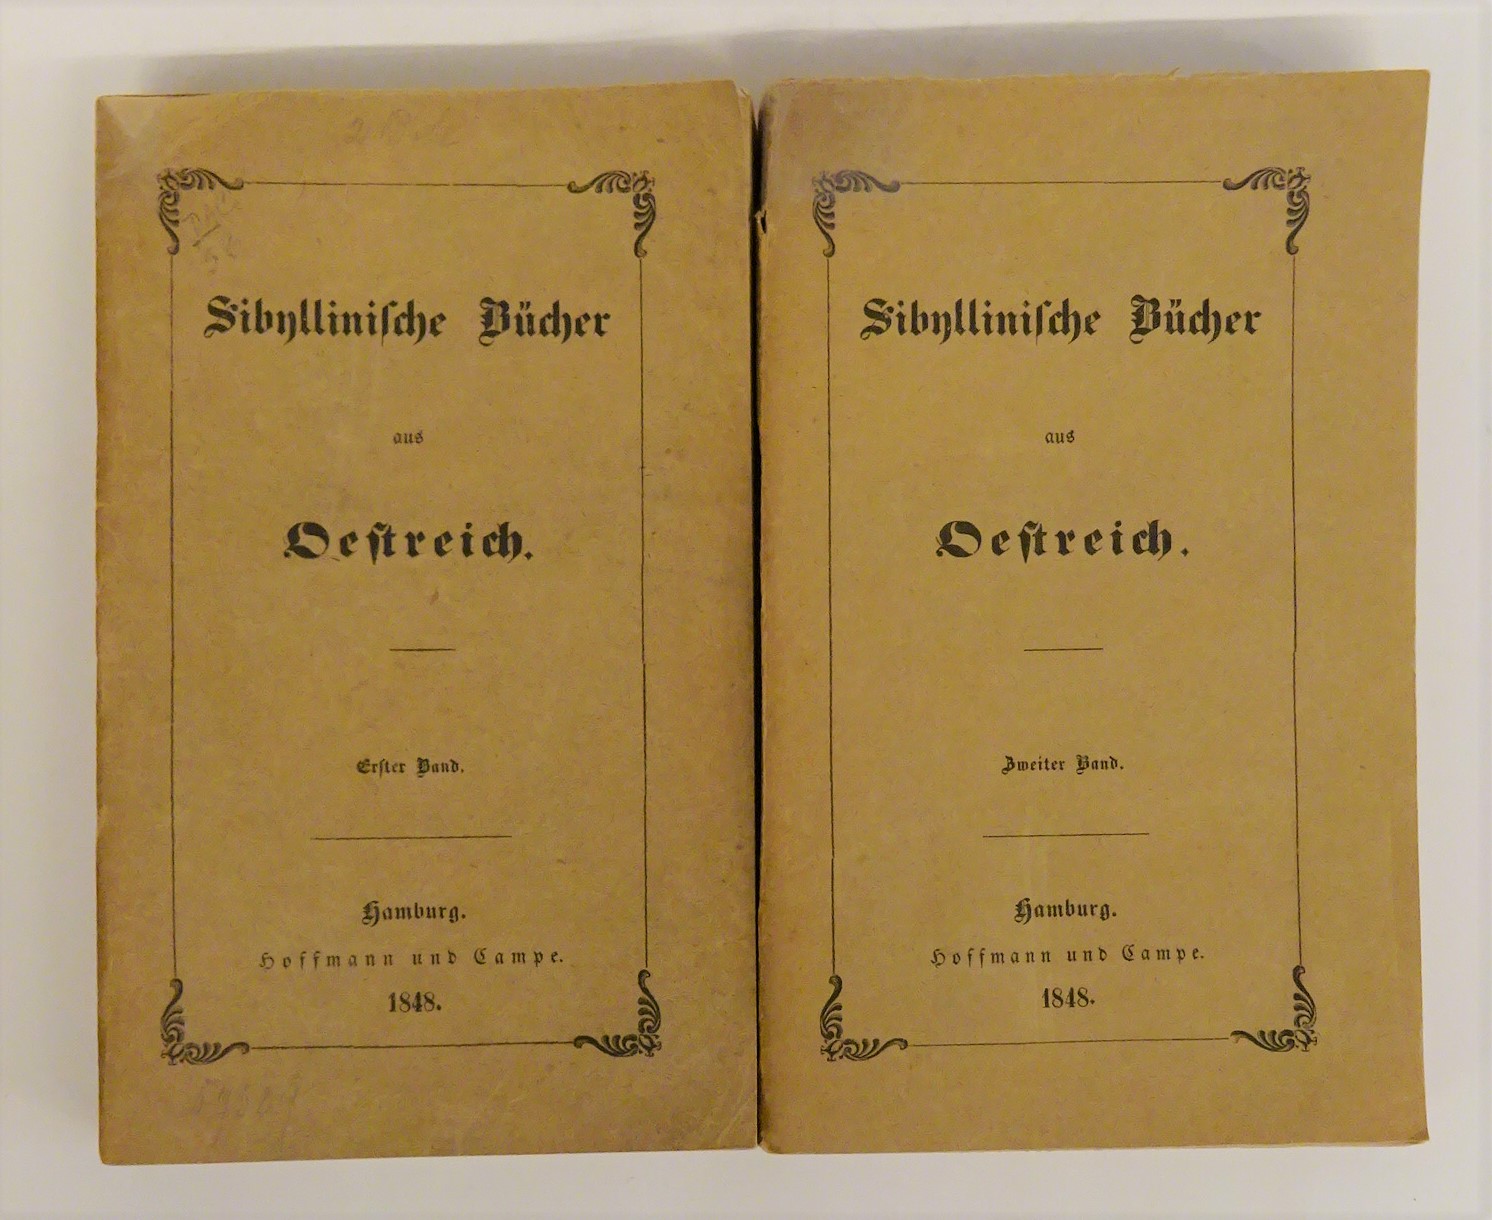 Sibyllinische Bücher
aus
Oestreich.
Erster Band.
Hamburg.
Hoffmann und Campe.
1848.
Sibyllinische Bücher
aus
Oestreich.
Zweiter Band.
Hamburg.
Hoffmann und Campe.
1848.